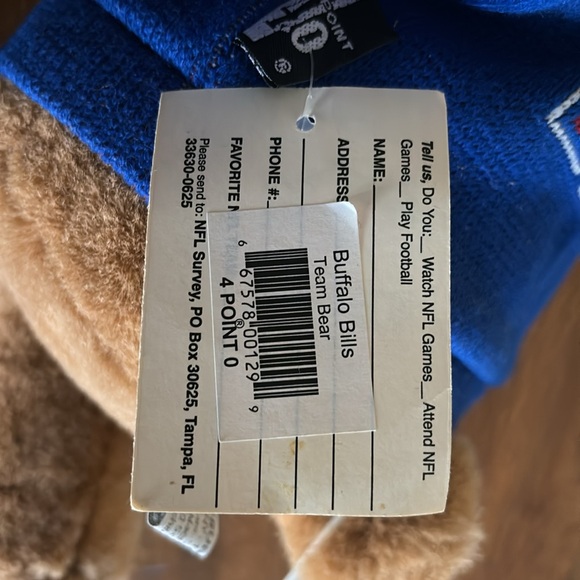 POINT
0
®
Tell us, Do You:__ Watch NFL Games__ Attend NFL
Games__ Play Football
NAME:
ADDRESS
PHONE #:
FAVORITE N
Please send to: NFL Survey, PO Box 30625, Tampa, FL
33630-0625
Buffalo Bills
Team Bear
6 67578 00129 9
4 POINT 0®